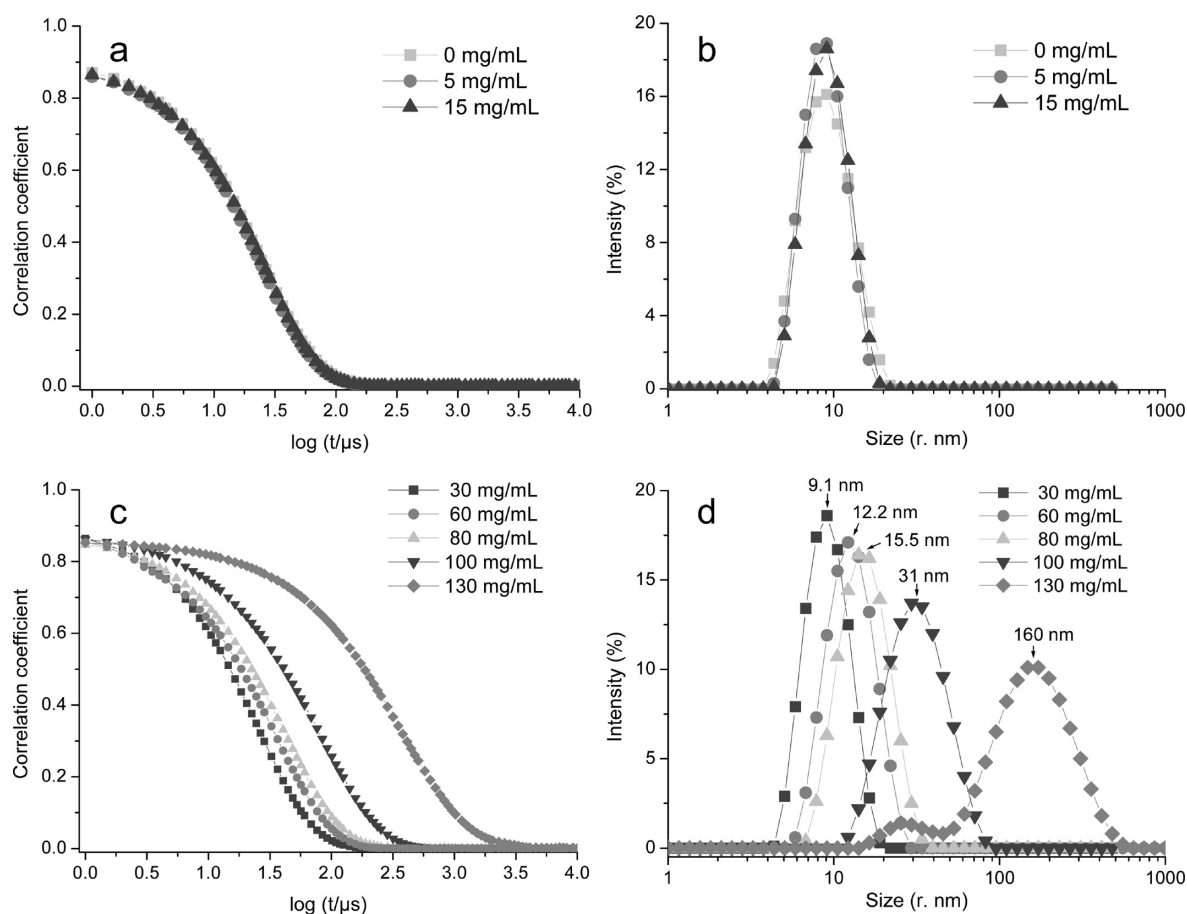 a
0 mg/mL
5 mg/mL
15 mg/mL
1.0
0.8
0.6
0.4
0.2
0.0
Correlation coefficient
0.0 0.5 1.0 1.5 2.0 2.5 3.0 3.5 4.0
log (t/μs)
b
0 mg/mL
5 mg/mL
15 mg/mL
20
16
12
8
4
0
Intensity (%)
1 10 100 1000
Size (r. nm)
c
30 mg/mL
60 mg/mL
80 mg/mL
100 mg/mL
130 mg/mL
1.0
0.8
0.6
0.4
0.2
0.0
Correlation coefficient
0.0 0.5 1.0 1.5 2.0 2.5 3.0 3.5 4.0
log (t/μs)
d
9.1 nm
12.2 nm
15.5 nm
31 nm
160 nm
30 mg/mL
60 mg/mL
80 mg/mL
100 mg/mL
130 mg/mL
20
15
10
5
0
Intensity (%)
1 10 100 1000
Size (r. nm)